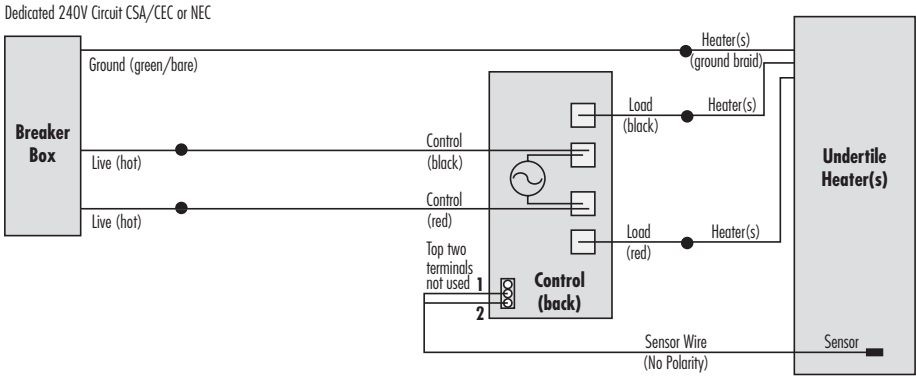 Dedicated 240V Circuit CSA/CEC or NEC
Breaker
Box
Ground (green/bare)
Live (hot)
Live (hot)
Control
(black)
Control
(red)
Heater(s)
(ground braid)
Load
(black)
Heater(s)
Load
(red)
Heater(s)
Undertile
Heater(s)
Top two
terminals
not used
1
2
Control
(back)
Sensor Wire
(No Polarity)
Sensor